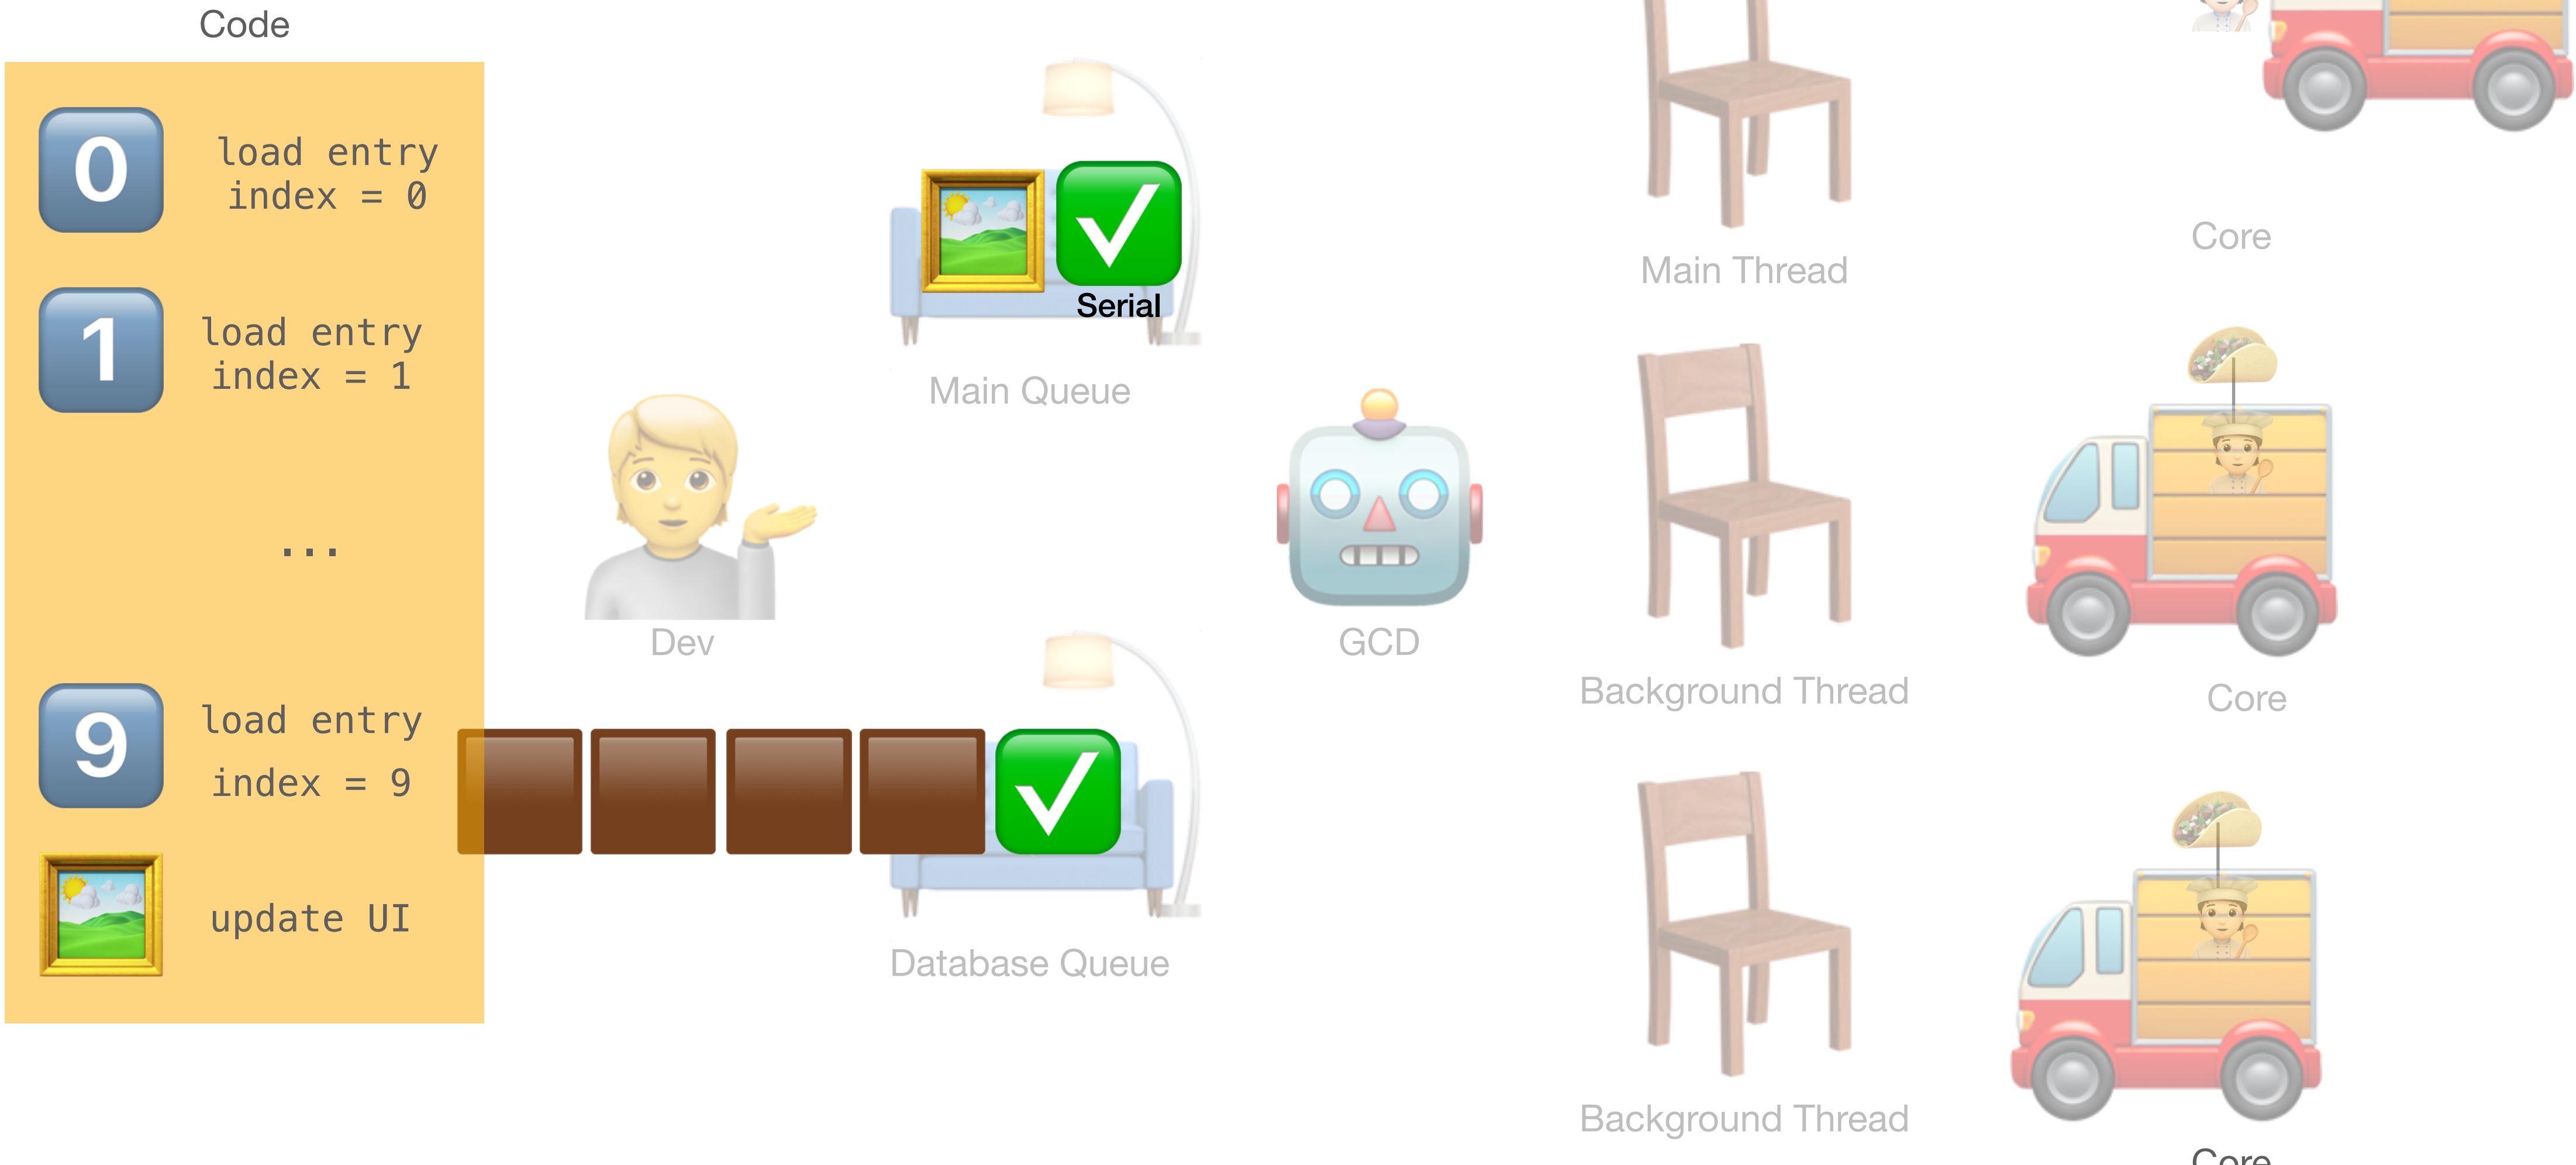 Code
0
load entry
index = 0
1
load entry
index = 1
...
9
load entry
index = 9
update UI
Dev
Serial
Main Queue
Database Queue
GCD
Main Thread
Background Thread
Background Thread
Core
Core
Core